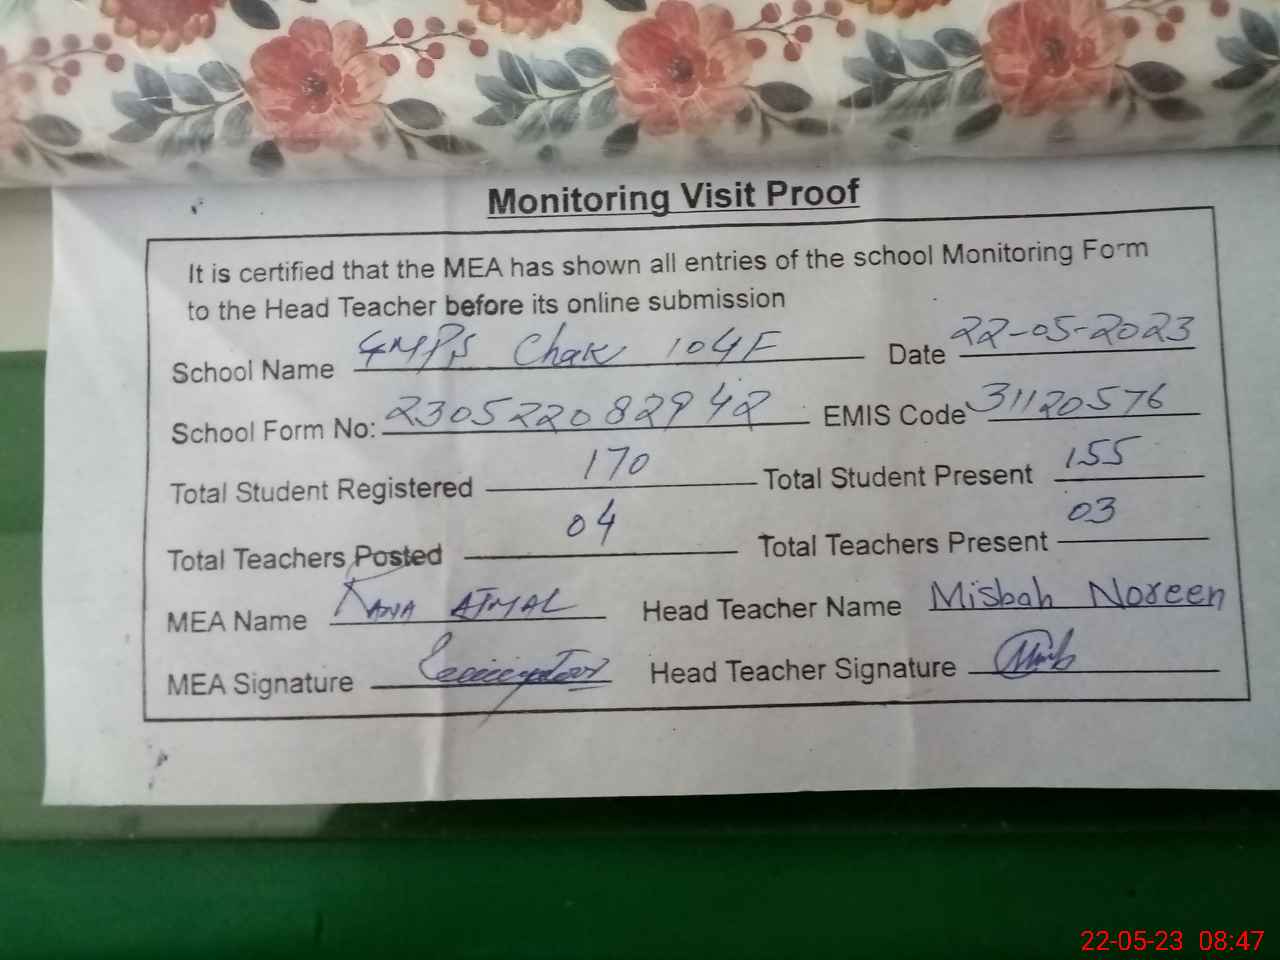 Monitoring Visit Proof
It is certified that the MEA has shown all entries of the school Monitoring Form
to the Head Teacher before its online submission
School Name GMPS Chak 104F Date 22-05-2023
School Form No: 230522082942 EMIS Code 31120576
Total Student Registered 170 Total Student Present 155
Total Teachers Posted 04 Total Teachers Present 03
MEA Name RANA AJMAL Head Teacher Name Misbah Noreen
MEA Signature Head Teacher Signature
22-05-23 08:47